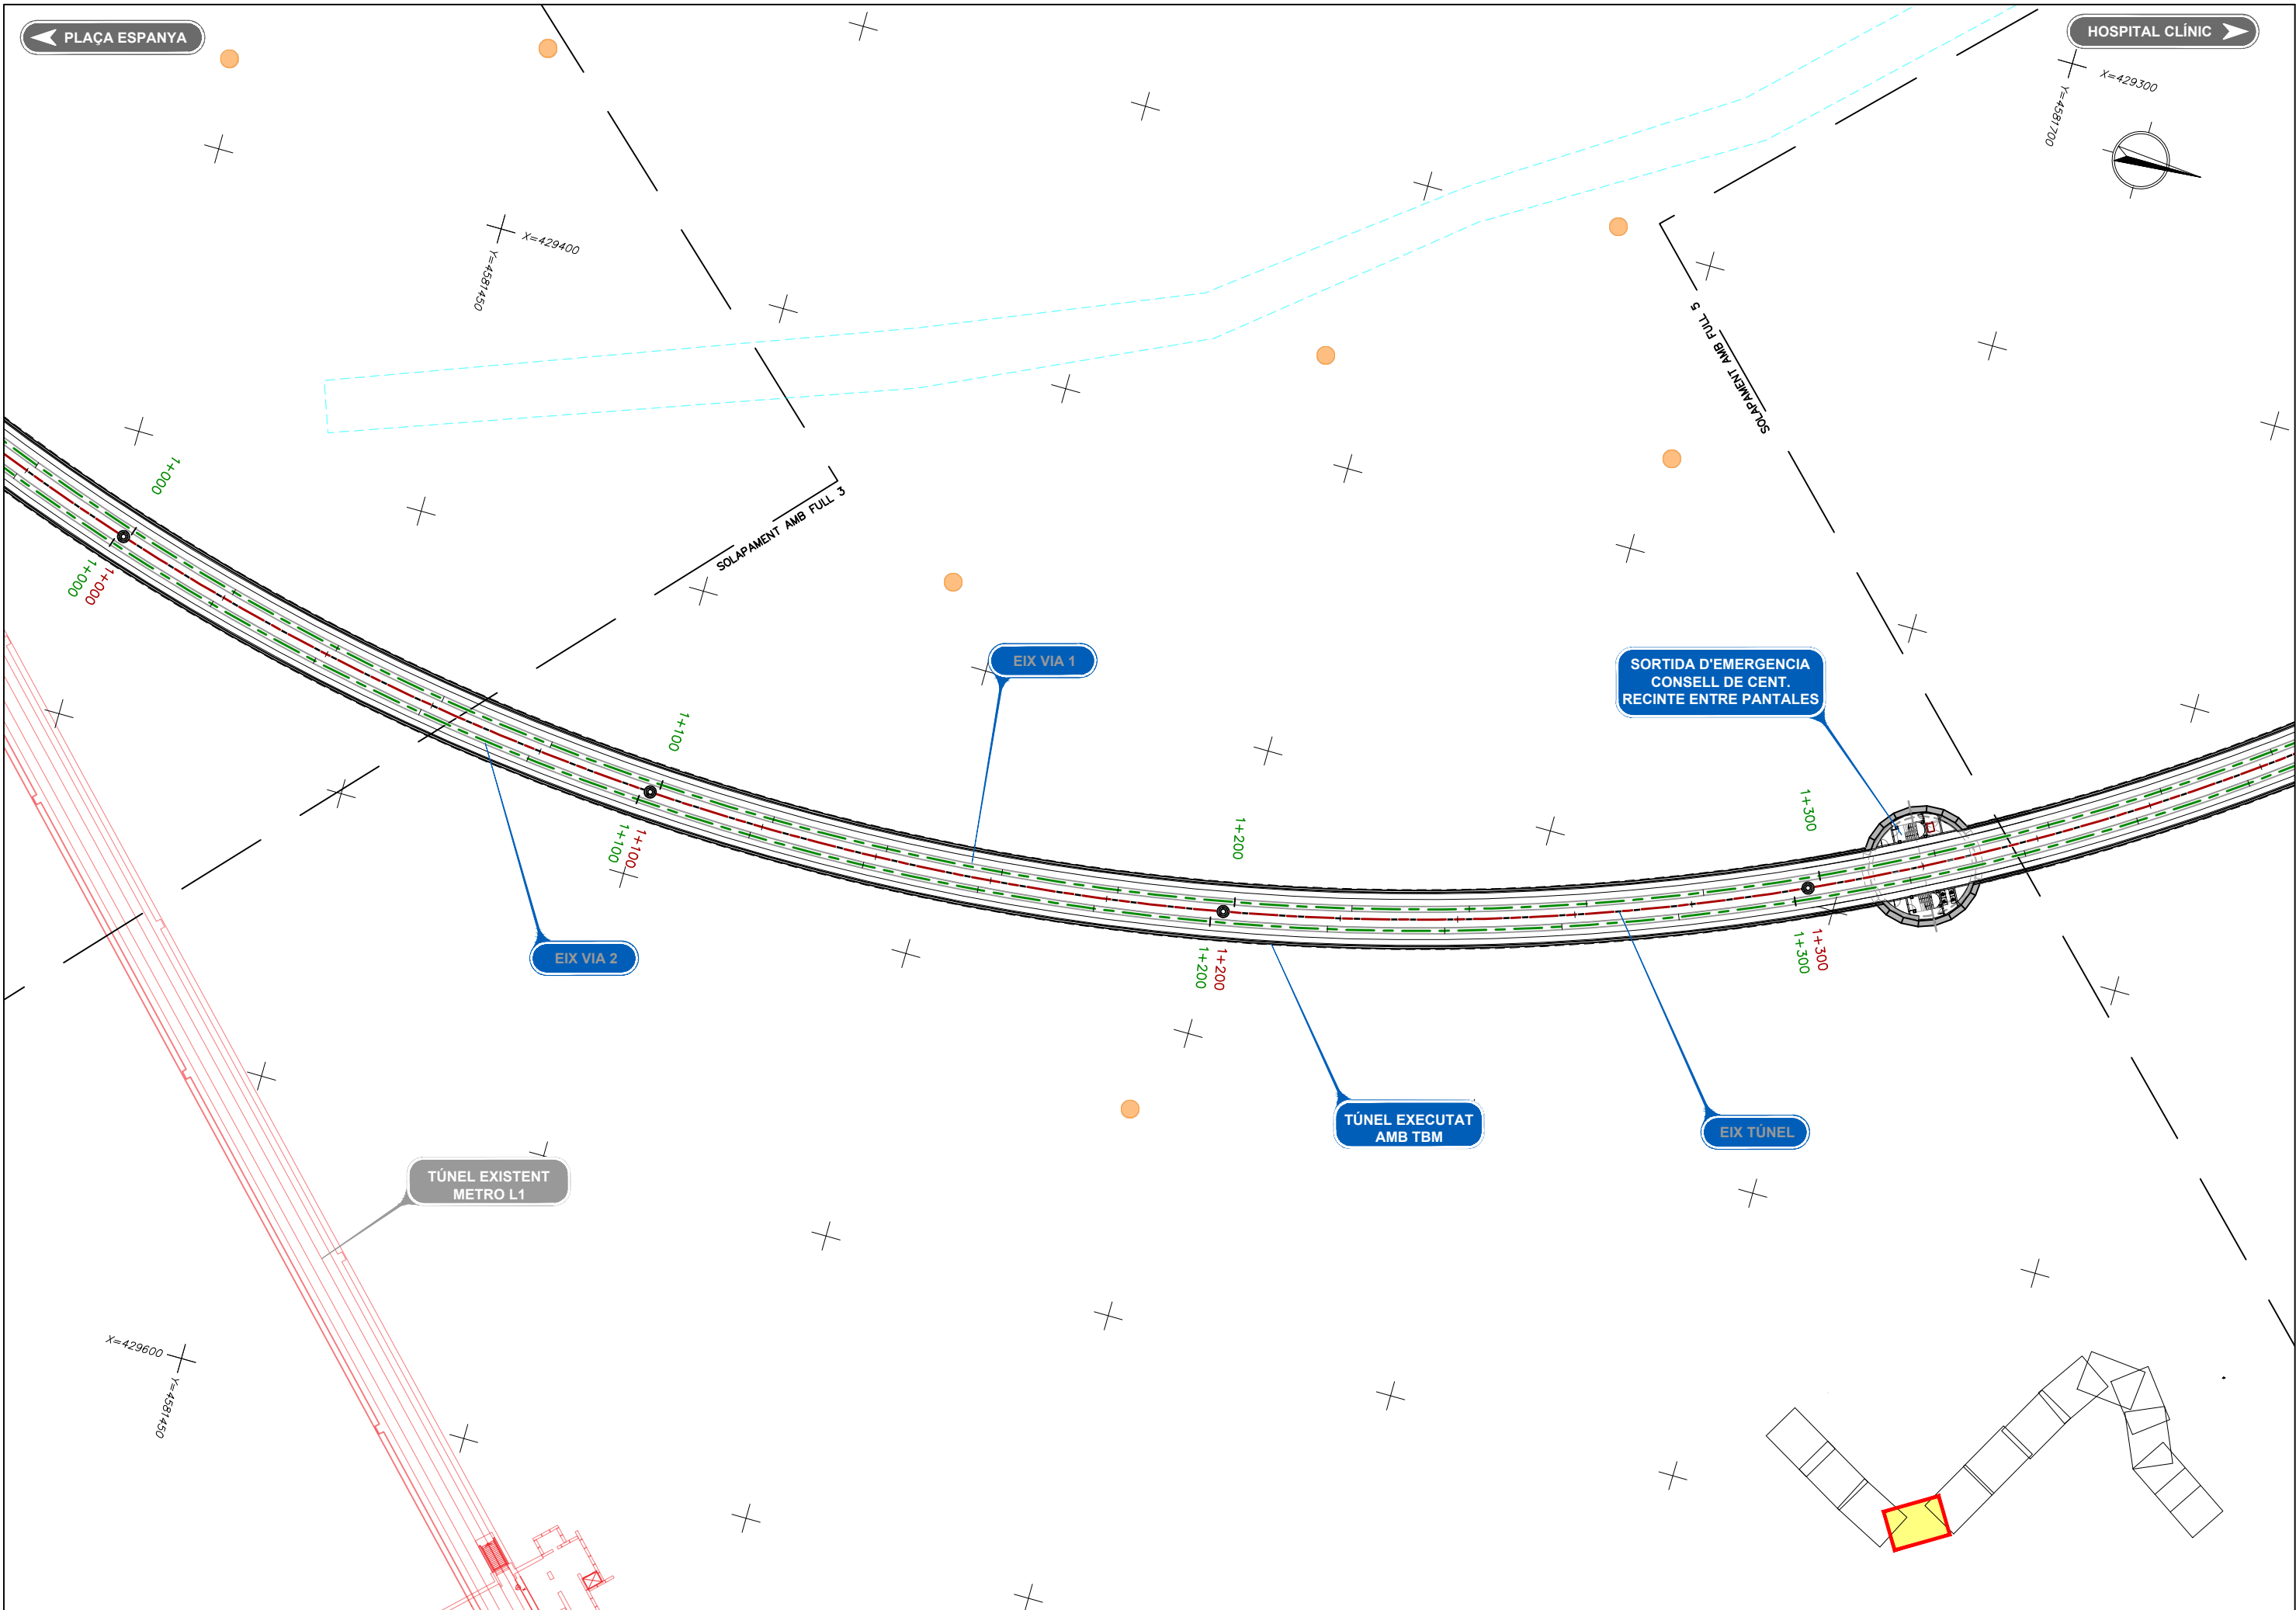 PLAÇA ESPANYA
HOSPITAL CLÍNIC
X=429300
Y=4581700
X=429400
Y=4581450
SOLAPAMENT AMB FULL 5
1+000
SOLAPAMENT AMB FULL 3
1+000
1+000
EIX VIA 1
SORTIDA D'EMERGENCIA
CONSELL DE CENT.
RECINTE ENTRE PANTALES
1+100
1+200
1+300
1+100
1+100
EIX VIA 2
1+200
1+200
1+300
1+300
TÚNEL EXECUTAT
AMB TBM
EIX TÚNEL
TÚNEL EXISTENT
METRO L1
X=429600
Y=4581450